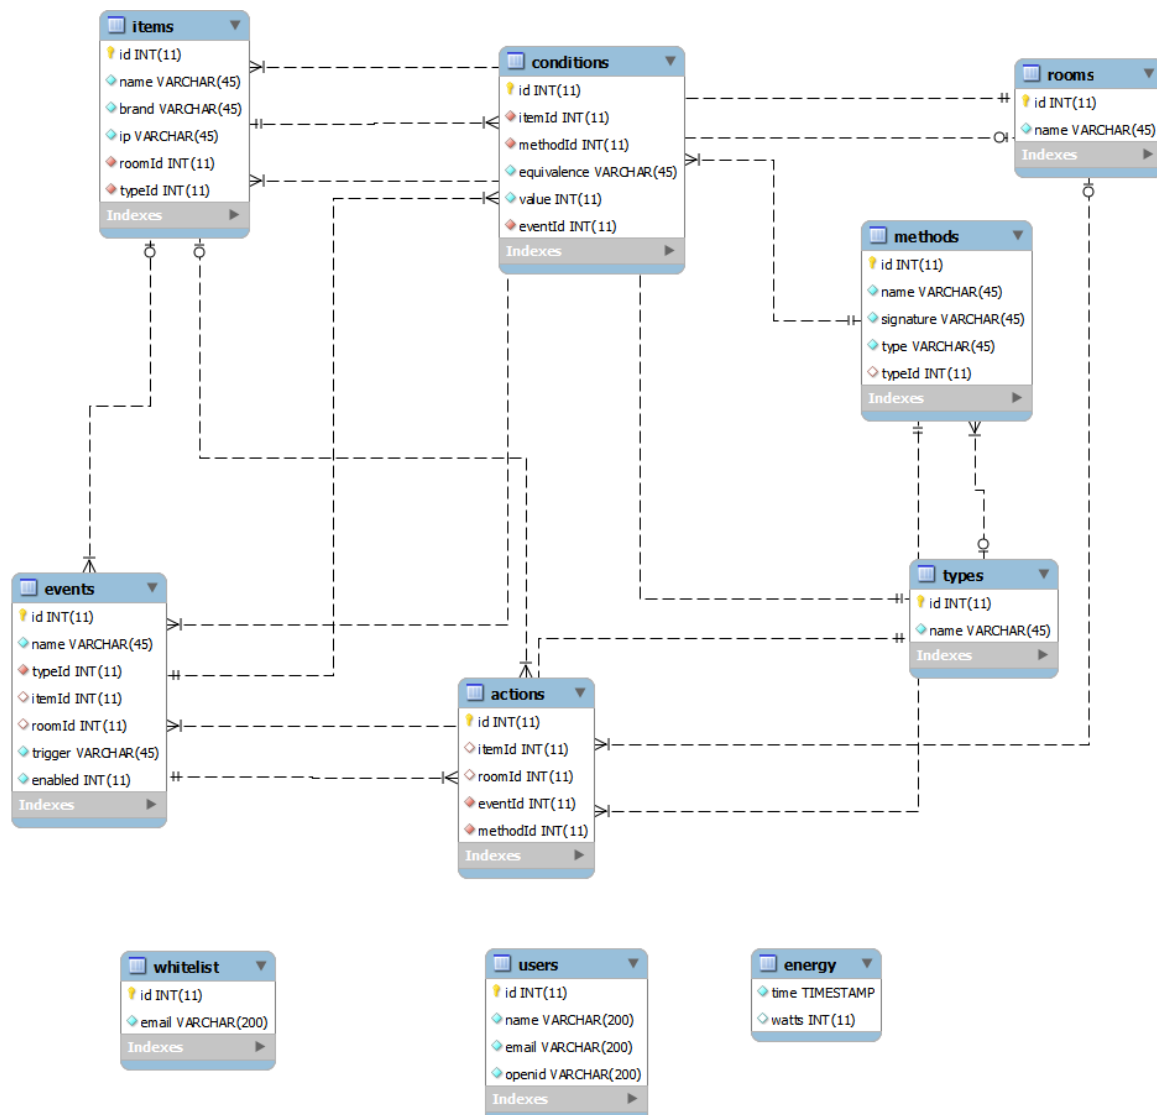 items
id INT(11)
name VARCHAR(45)
brand VARCHAR(45)
ip VARCHAR(45)
roomId INT(11)
typeId INT(11)
Indexes
conditions
id INT(11)
itemId INT(11)
methodId INT(11)
equivalence VARCHAR(45)
value INT(11)
eventId INT(11)
Indexes
rooms
id INT(11)
name VARCHAR(45)
Indexes
methods
id INT(11)
name VARCHAR(45)
signature VARCHAR(45)
type VARCHAR(45)
typeId INT(11)
Indexes
events
id INT(11)
name VARCHAR(45)
typeId INT(11)
itemId INT(11)
roomId INT(11)
trigger VARCHAR(45)
enabled INT(11)
Indexes
types
id INT(11)
name VARCHAR(45)
Indexes
actions
id INT(11)
itemId INT(11)
roomId INT(11)
eventId INT(11)
methodId INT(11)
Indexes
whitelist
id INT(11)
email VARCHAR(200)
Indexes
users
id INT(11)
name VARCHAR(200)
email VARCHAR(200)
openid VARCHAR(200)
Indexes
energy
time TIMESTAMP
watts INT(11)